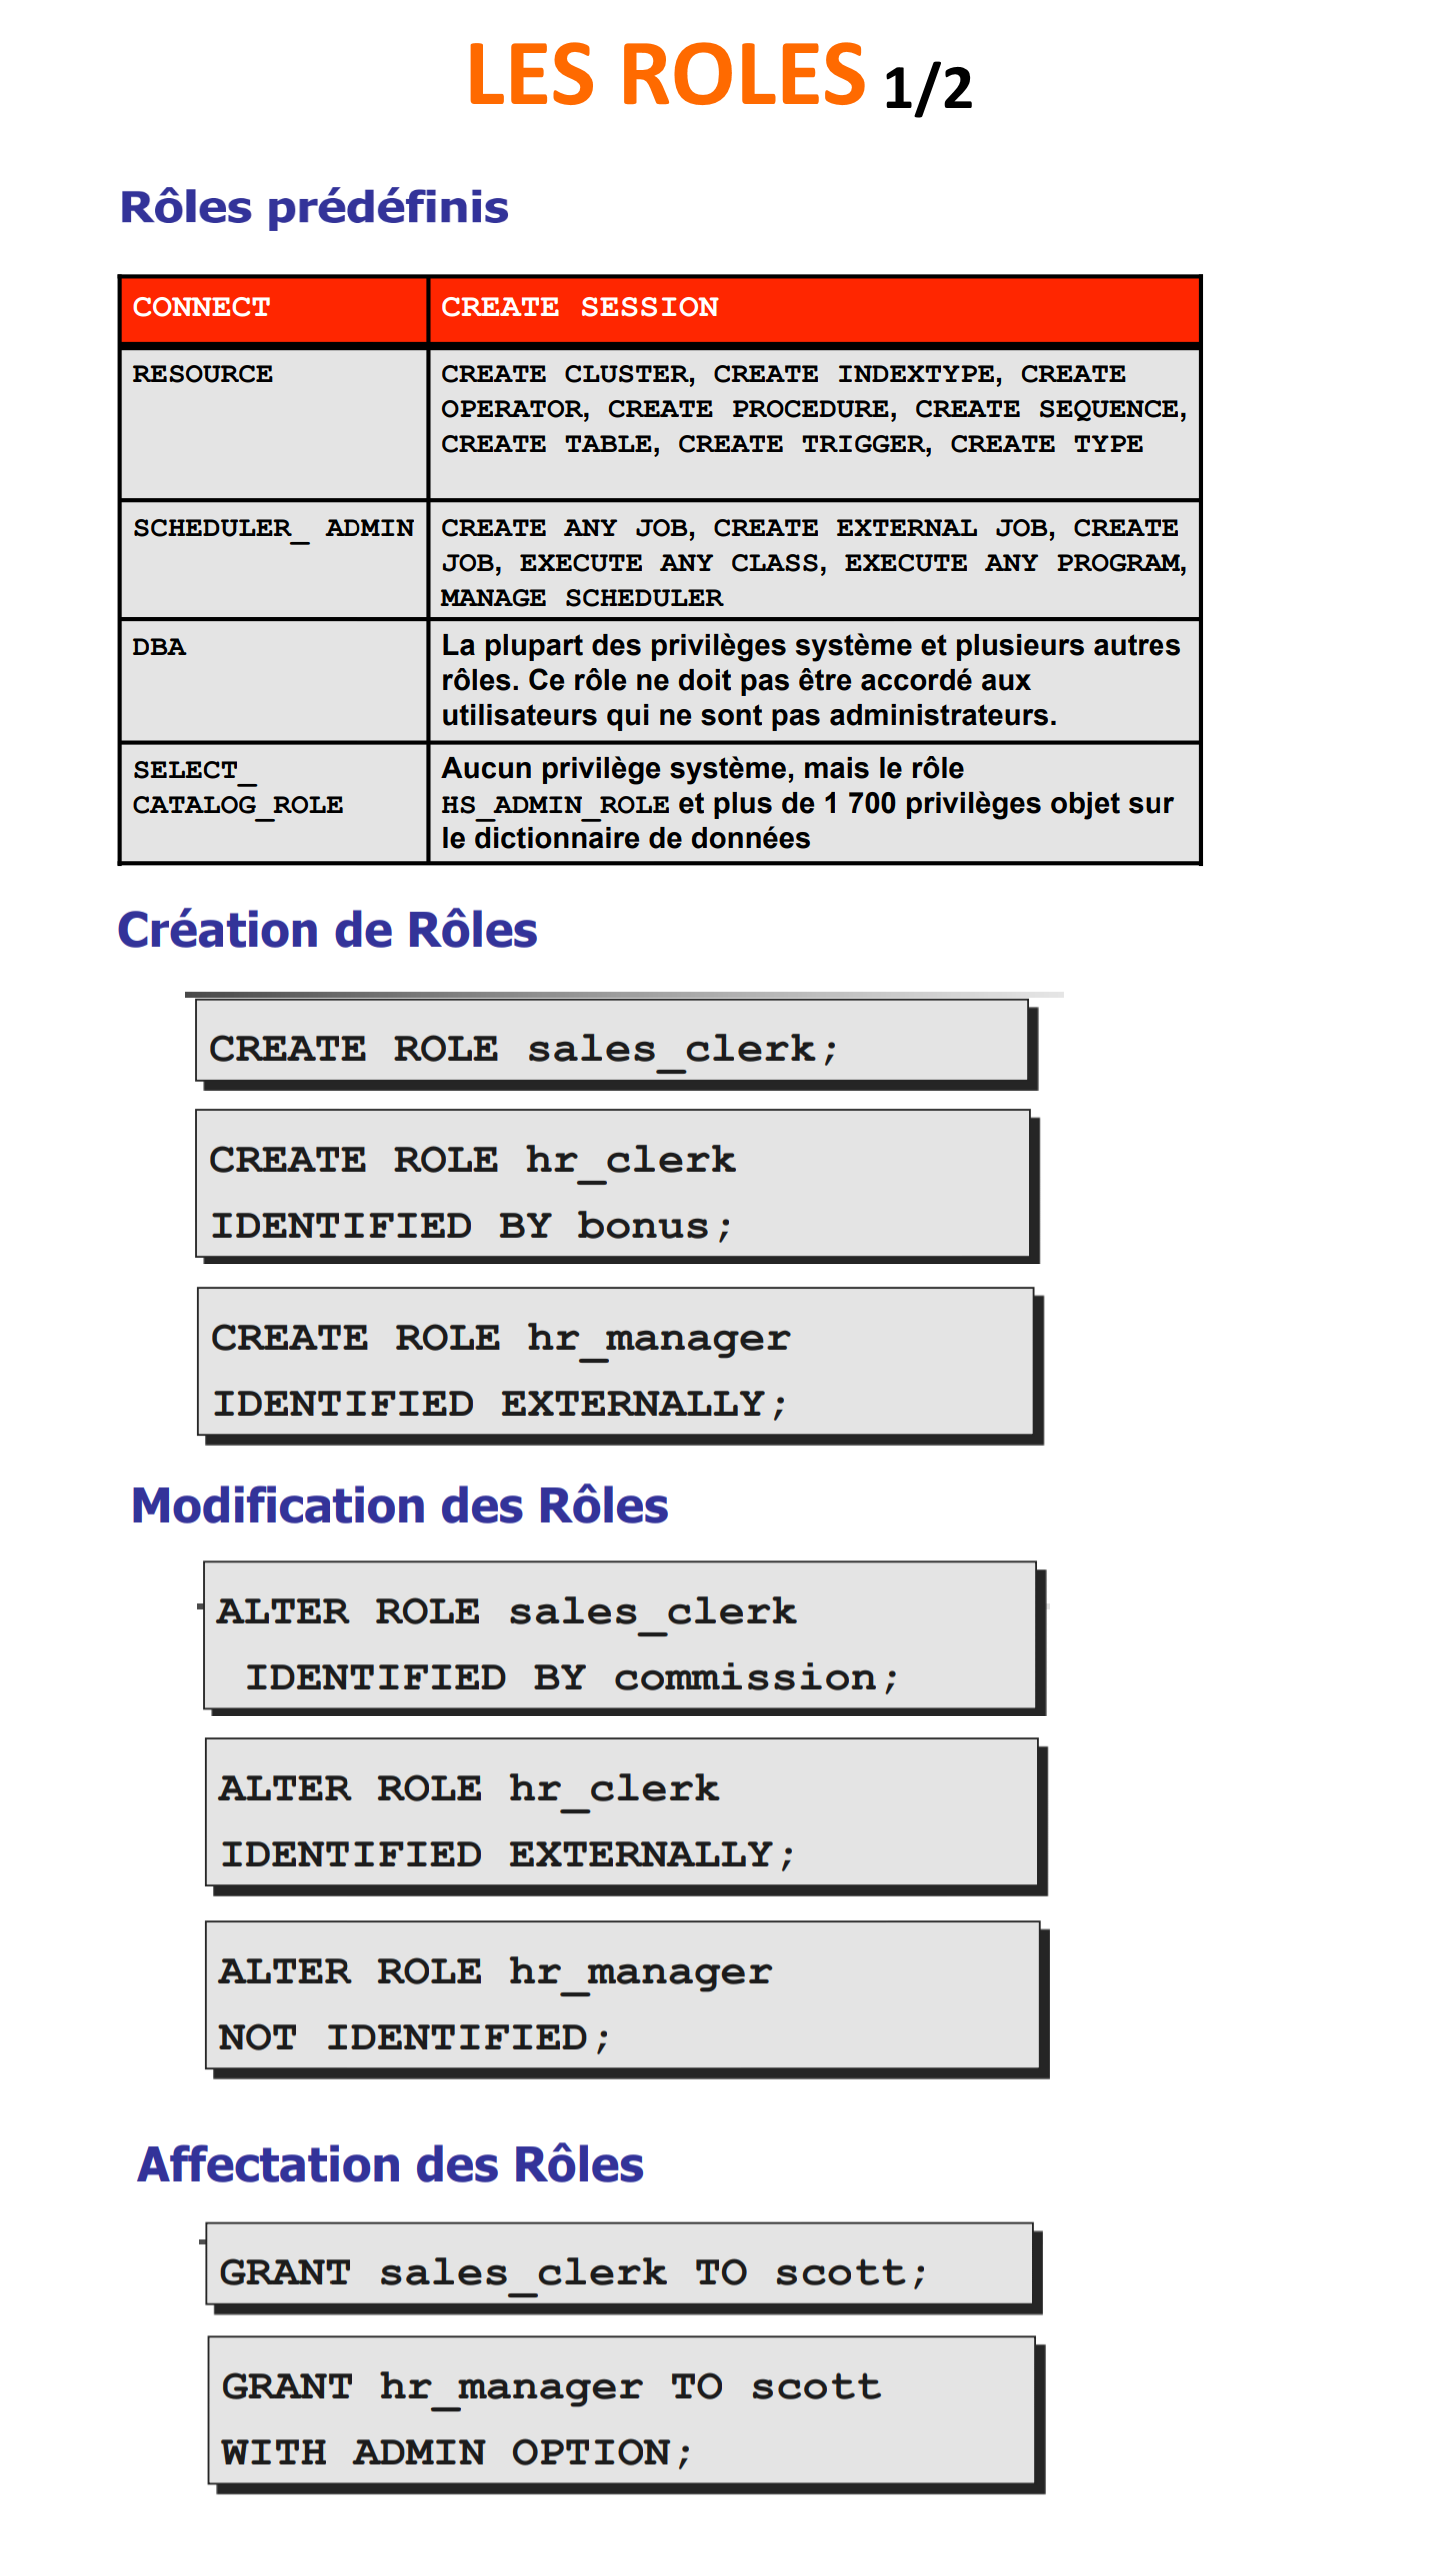 LES ROLES 1/2
Rôles prédéfinis
CONNECT
CREATE SESSION
RESOURCE
CREATE CLUSTER, CREATE INDEXTYPE, CREATE
OPERATOR, CREATE PROCEDURE, CREATE SEQUENCE,
CREATE TABLE, CREATE TRIGGER, CREATE TYPE
SCHEDULER_ ADMIN
CREATE ANY JOB, CREATE EXTERNAL JOB, CREATE
JOB, EXECUTE ANY CLASS, EXECUTE ANY PROGRAM,
MANAGE SCHEDULER
DBA
La plupart des privilèges système et plusieurs autres
rôles. Ce rôle ne doit pas être accordé aux
utilisateurs qui ne sont pas administrateurs.
SELECT_
CATALOG_ROLE
Aucun privilège système, mais le rôle
HS_ADMIN_ROLE et plus de 1 700 privilèges objet sur
le dictionnaire de données
Création de Rôles
CREATE ROLE sales_clerk;
CREATE ROLE hr_clerk
IDENTIFIED BY bonus;
CREATE ROLE hr_manager
IDENTIFIED EXTERNALLY;
Modification des Rôles
ALTER ROLE sales_clerk
IDENTIFIED BY commission;
ALTER ROLE hr_clerk
IDENTIFIED EXTERNALLY;
ALTER ROLE hr_manager
NOT IDENTIFIED;
Affectation des Rôles
GRANT sales_clerk TO scott;
GRANT hr_manager TO scott
WITH ADMIN OPTION;